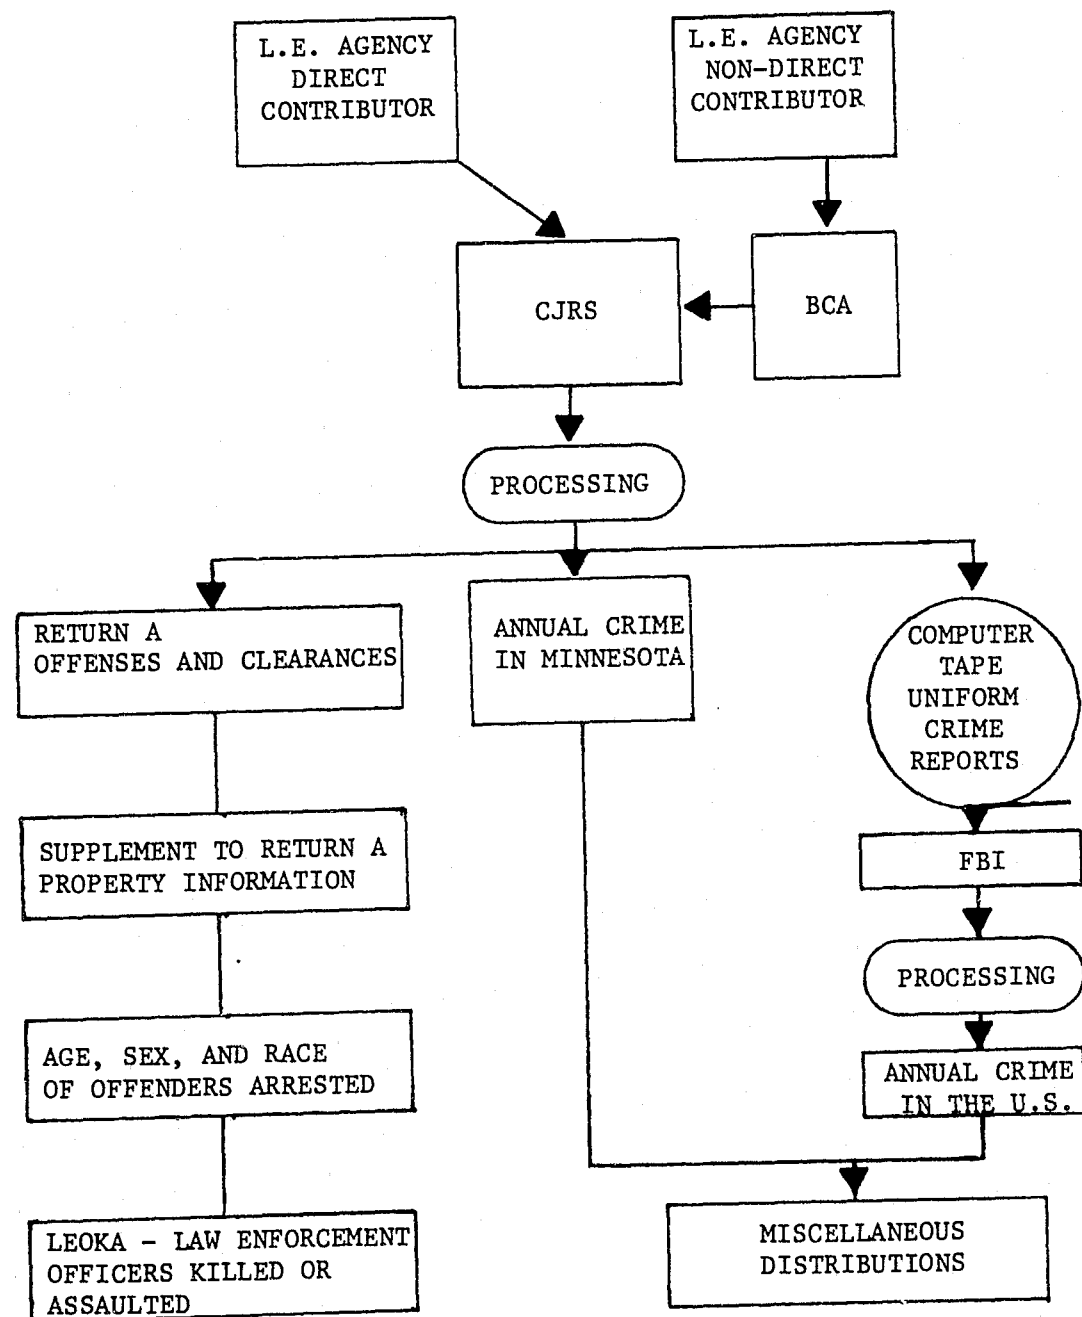 L.E. AGENCY
DIRECT
CONTRIBUTOR
L.E. AGENCY
NON-DIRECT
CONTRIBUTOR
CJRS
BCA
PROCESSING
RETURN A
OFFENSES AND CLEARANCES
ANNUAL CRIME
IN MINNESOTA
COMPUTER
TAPE
UNIFORM
CRIME
REPORTS
SUPPLEMENT TO RETURN A
PROPERTY INFORMATION
FBI
PROCESSING
AGE, SEX, AND RACE
OF OFFENDERS ARRESTED
ANNUAL CRIME
IN THE U.S.
LEOKA - LAW ENFORCEMENT
OFFICERS KILLED OR
ASSAULTED
MISCELLANEOUS
DISTRIBUTIONS